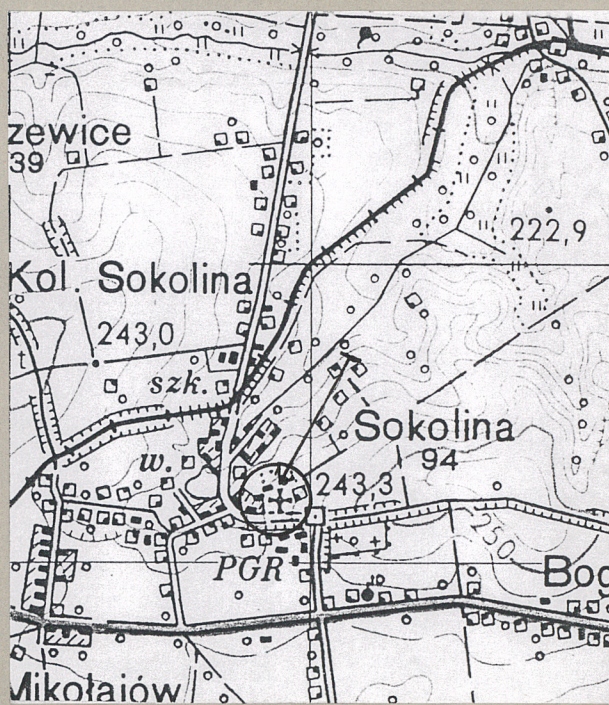 zewice
39
222,9
Kol. Sokolina
243,0
szk.
t
Sokolina
94
w.
243,3
250
PGR
Bog
Mikołajów